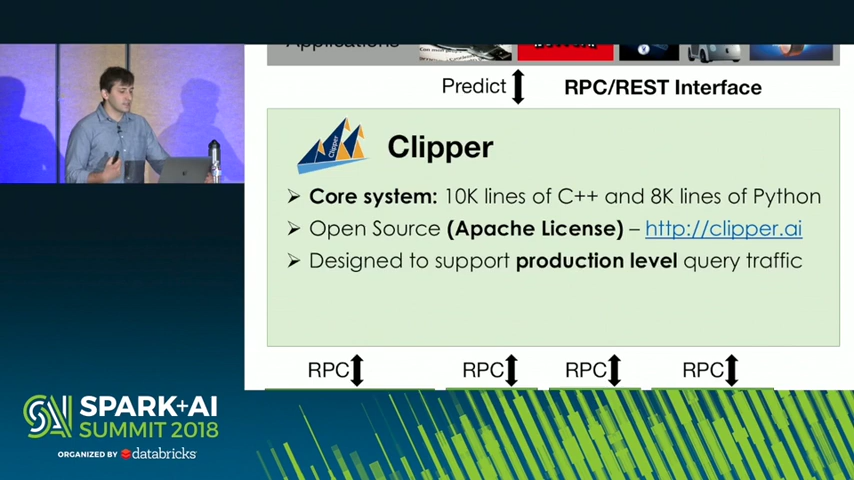 Applications
Predict
RPC/REST Interface
Clipper
Clipper
➢ Core system: 10K lines of C++ and 8K lines of Python
➢ Open Source (Apache License) – http://clipper.ai
➢ Designed to support production level query traffic
RPC
RPC
RPC
RPC
SPARK+AI
SUMMIT 2018
ORGANIZED BY databricks